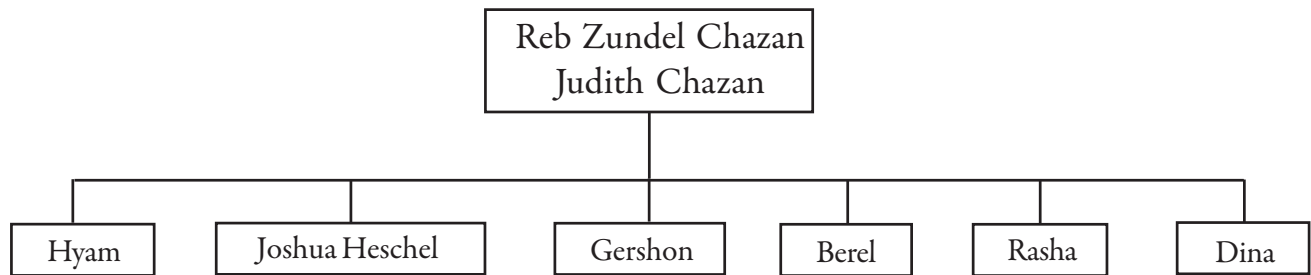 Reb Zundel Chazan
Judith Chazan
Hyam
Joshua Heschel
Gershon
Berel
Rasha
Dina